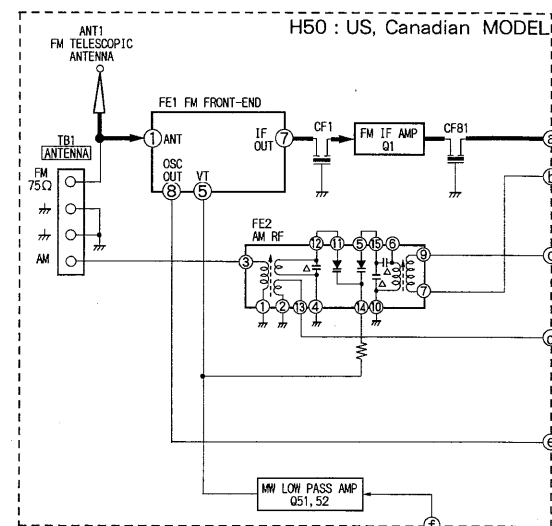 H50 : US, Canadian MODEL
ANT1
FM TELESCOPIC
ANTENNA
FE1 FM FRONT-END
1 ANT
OSC
OUT
8
VT
5
IF
OUT
7
CF1
FM IF AMP
Q1
CF81
a
b
TB1
ANTENNA
FM
75Ω
AM
FE2
AM RF
3
12
11
5
15
6
9
7
1
2
13
4
14
10
e
MW LOW PASS AMP
Q51, 52
f